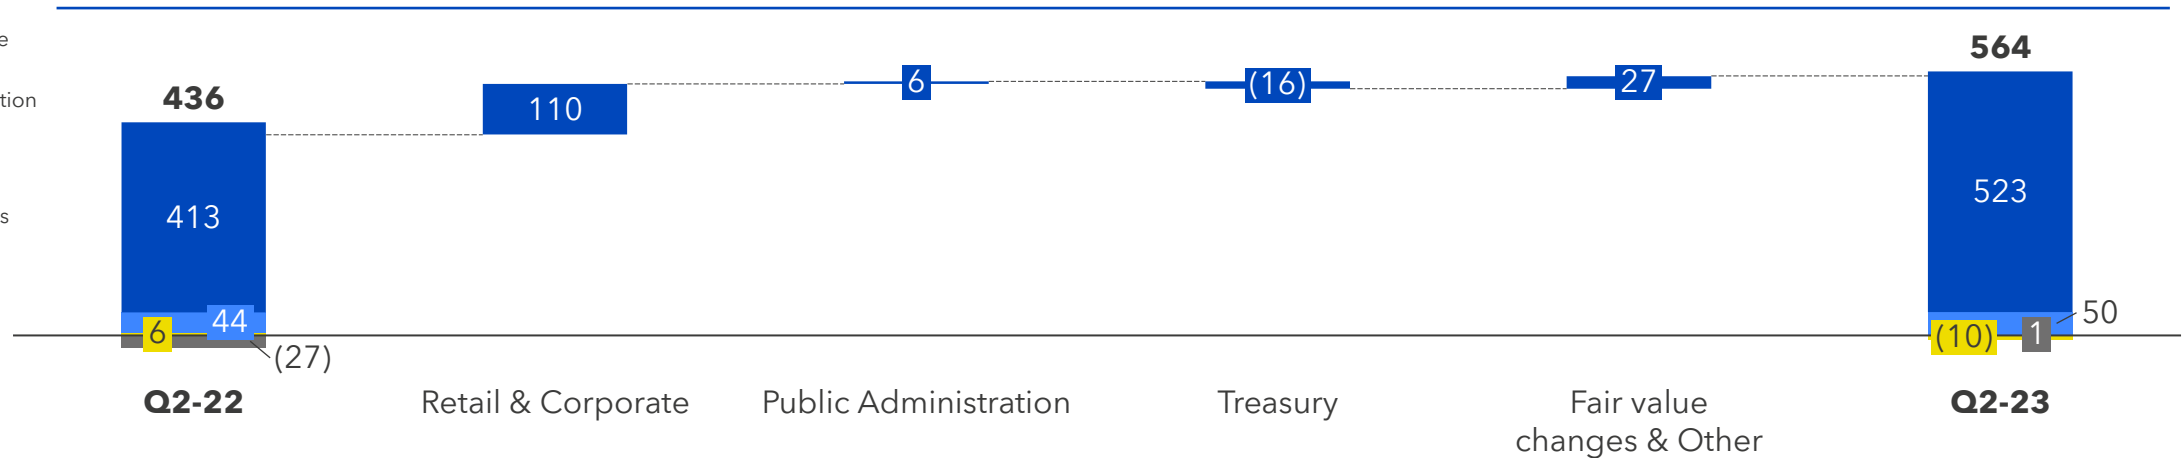 436
564
110
6
(16)
27
413
523
6
44
(27)
(10)
1
50
Q2-22
Retail & Corporate
Public Administration
Treasury
Fair value
changes & Other
Q2-23